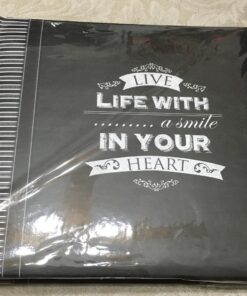 LIVE
LIFE WITH
......... a smile
IN YOUR
HEART